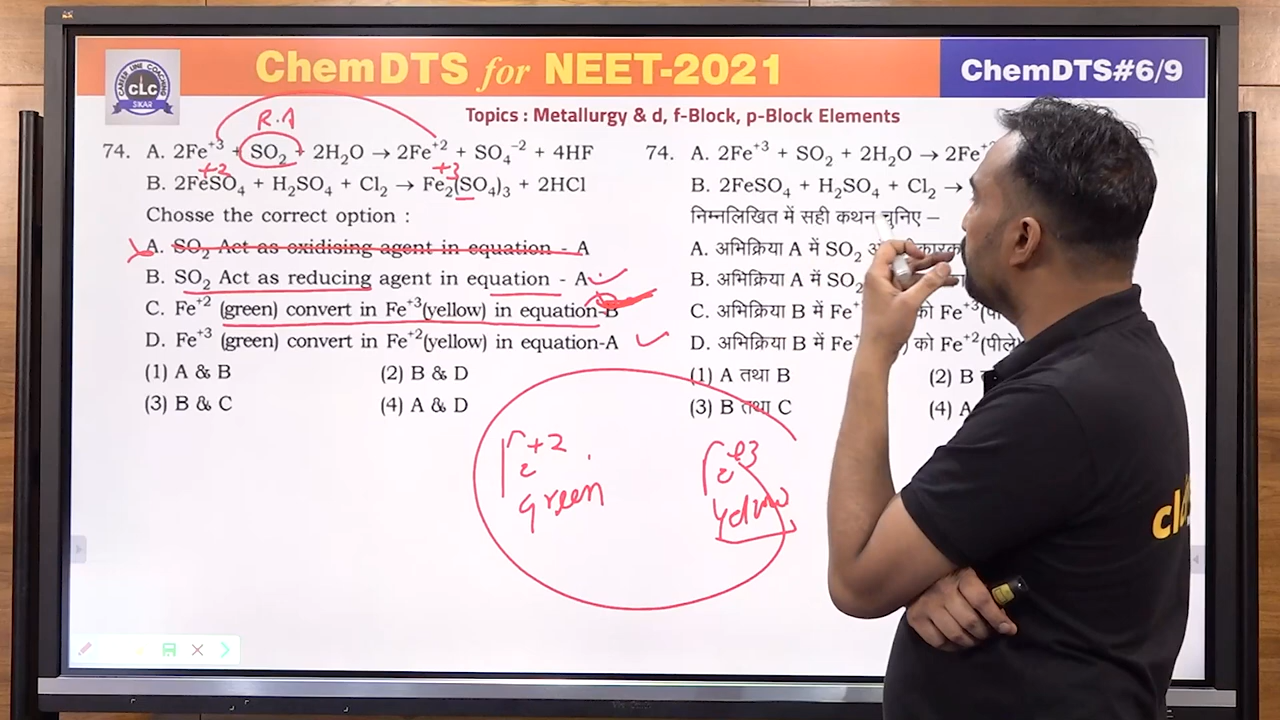 ChemDTS for NEET-2021
ChemDTS#6/9
CAREER LINE COACHING
CLC
SIKAR
Topics : Metallurgy & d, f-Block, p-Block Elements
R.A
74. A. 2Fe⁺³ + SO₂ + 2H₂O → 2Fe⁺² + SO₄⁻² + 4HF
+2 +3
B. 2FeSO₄ + H₂SO₄ + Cl₂ → Fe₂(SO₄)₃ + 2HCl
Chosse the correct option :
A. SO₂ Act as oxidising agent in equation - A
B. SO₂ Act as reducing agent in equation - A
C. Fe⁺² (green) convert in Fe⁺³(yellow) in equation-B
D. Fe⁺³ (green) convert in Fe⁺²(yellow) in equation-A
(1) A & B (2) B & D
(3) B & C (4) A & D
74. A. 2Fe⁺³ + SO₂ + 2H₂O → 2Fe
B. 2FeSO₄ + H₂SO₄ + Cl₂ →
निम्नलिखित में सही कथन चुनिए –
A. अभिक्रिया A में SO₂
B. अभिक्रिया A में SO₂
C. अभिक्रिया B में Fe को Fe⁺³
D. अभिक्रिया B में Fe को Fe⁺²(पीले
(1) A तथा B (2) B
(3) B तथा C (4) A
Fe+2
green
Fe+3
Yellow
cl